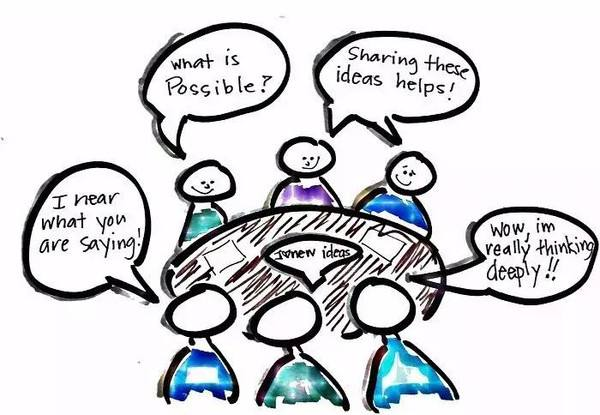 What is
Possible?
Sharing these
ideas helps!
I hear
what you
are saying!
new ideas
Wow, im
really thinking
deeply!!